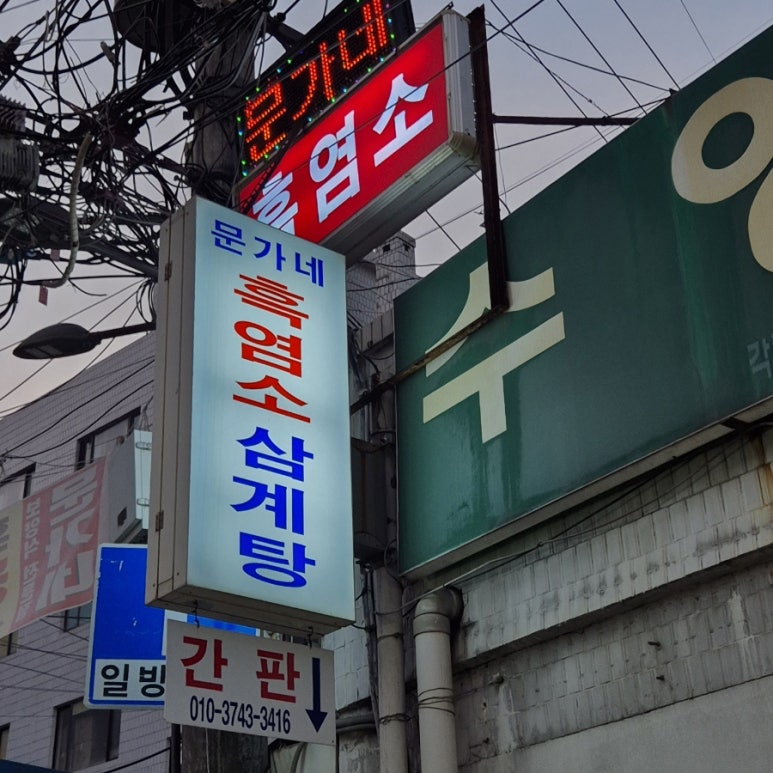 문가네
흑염소
문가네
흑염소
삼계탕
수
일방
간판
010-3743-3416